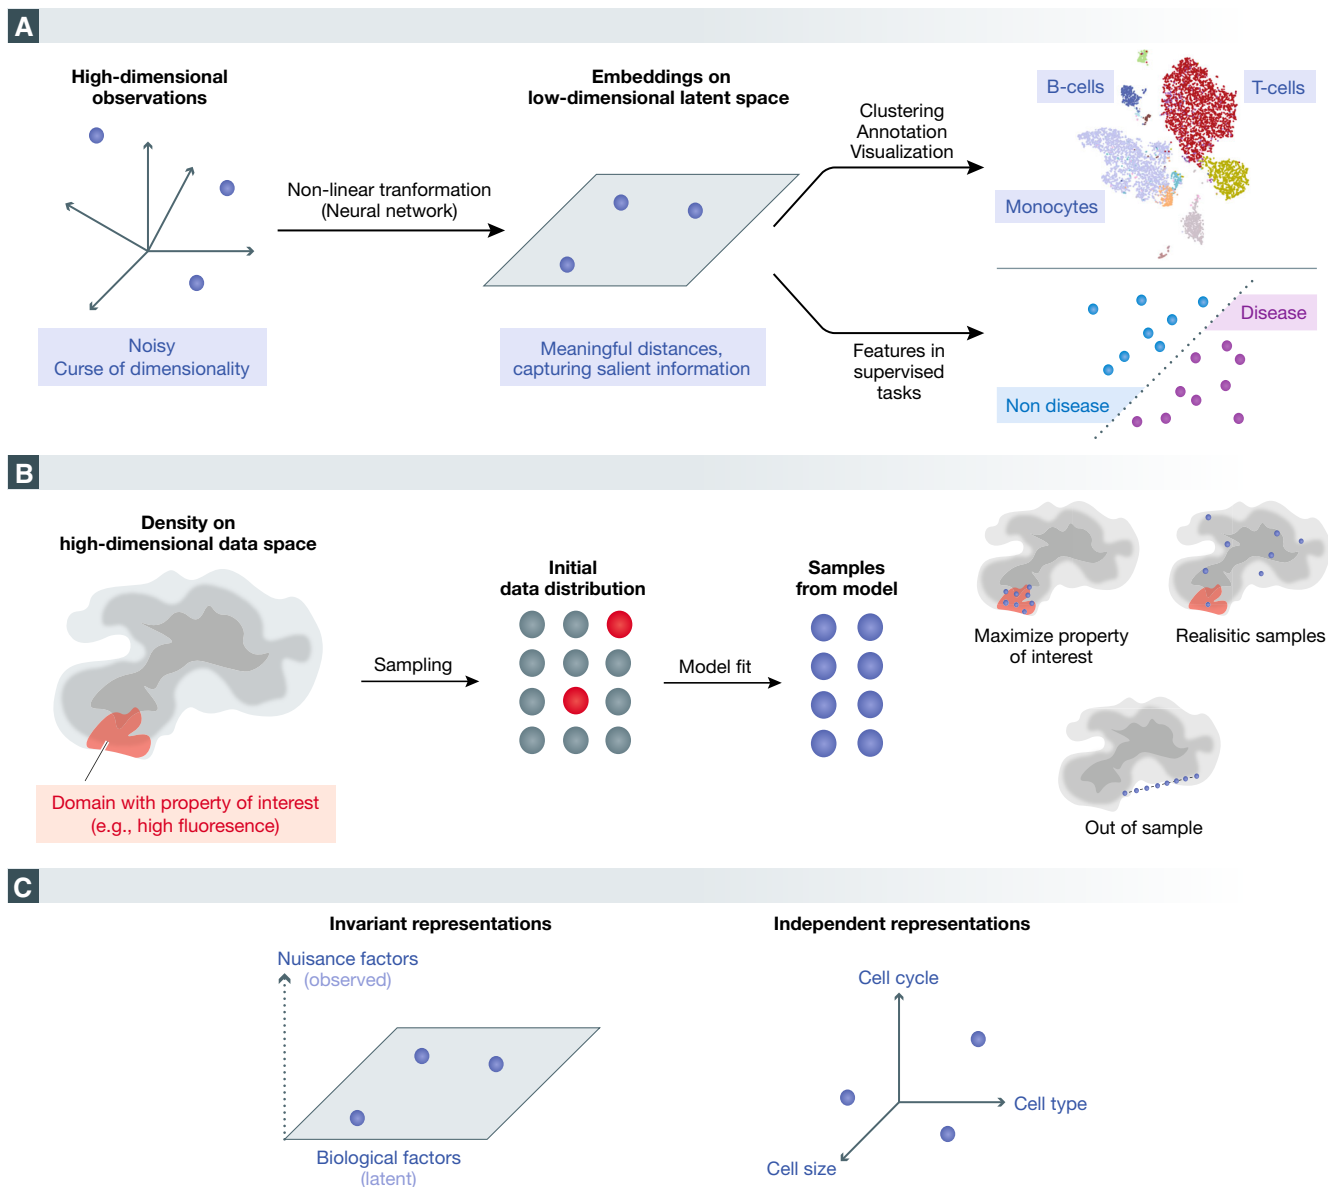 A
High-dimensional
observations
Noisy
Curse of dimensionality
Non-linear tranformation
(Neural network)
Embeddings on
low-dimensional latent space
Meaningful distances,
capturing salient information
Clustering
Annotation
Visualization
B-cells
T-cells
Monocytes
Features in
supervised
tasks
Disease
Non disease
B
Density on
high-dimensional data space
Domain with property of interest
(e.g., high fluoresence)
Sampling
Initial
data distribution
Model fit
Samples
from model
Maximize property
of interest
Realisitic samples
Out of sample
C
Invariant representations
Nuisance factors
(observed)
Biological factors
(latent)
Independent representations
Cell cycle
Cell type
Cell size